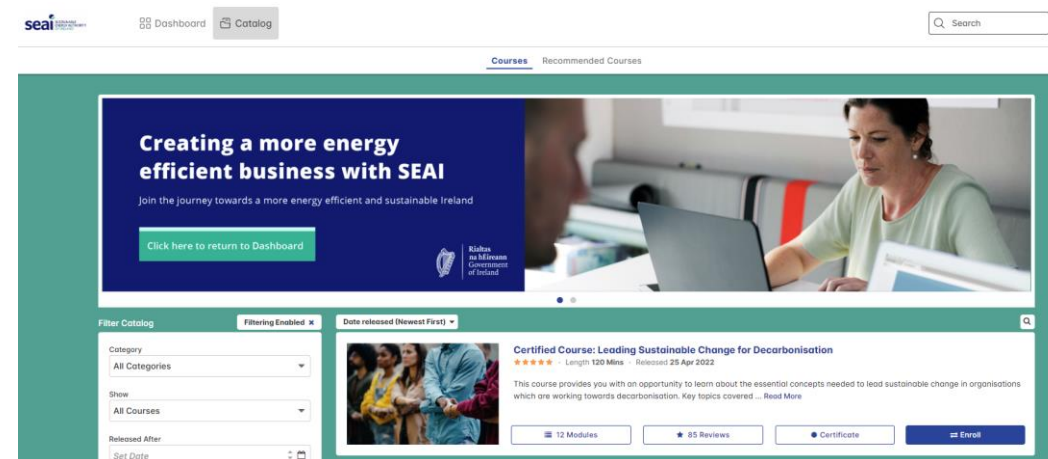 seai SUSTAINABLE
ENERGY AUTHORITY
OF IRELAND
Dashboard
Catalog
Search
Courses
Recommended Courses
Creating a more energy
efficient business with SEAI
Join the journey towards a more energy efficient and sustainable Ireland
Click here to return to Dashboard
Rialtas
na hÉireann
Government
of Ireland
Filter Catalog
Filtering Enabled ×
Date released (Newest First)
Category
All Categories
Show
All Courses
Released After
Set Date
Certified Course: Leading Sustainable Change for Decarbonisation
Length 120 Mins · Released 25 Apr 2022
This course provides you with an opportunity to learn about the essential concepts needed to lead sustainable change in organisations
which are working towards decarbonisation. Key topics covered ... Read More
12 Modules
85 Reviews
Certificate
Enroll